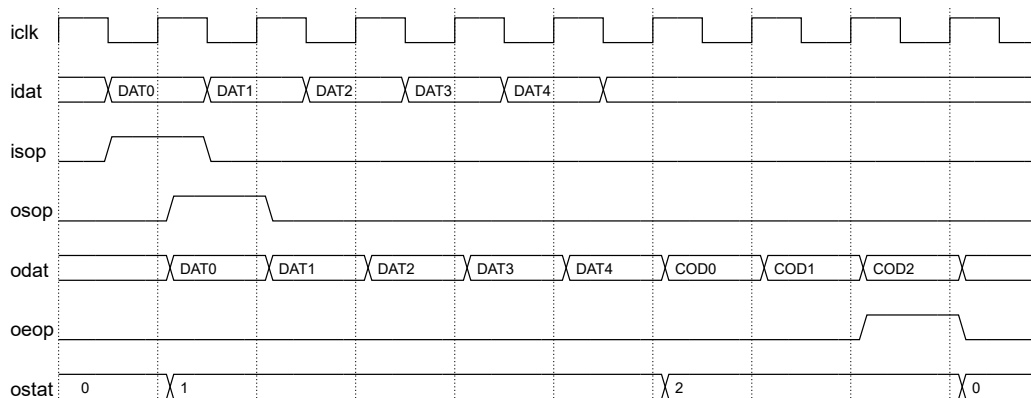 iclk
idat DAT0 DAT1 DAT2 DAT3 DAT4
isop
osop
odat DAT0 DAT1 DAT2 DAT3 DAT4 COD0 COD1 COD2
oeop
ostat 0 1 2 0